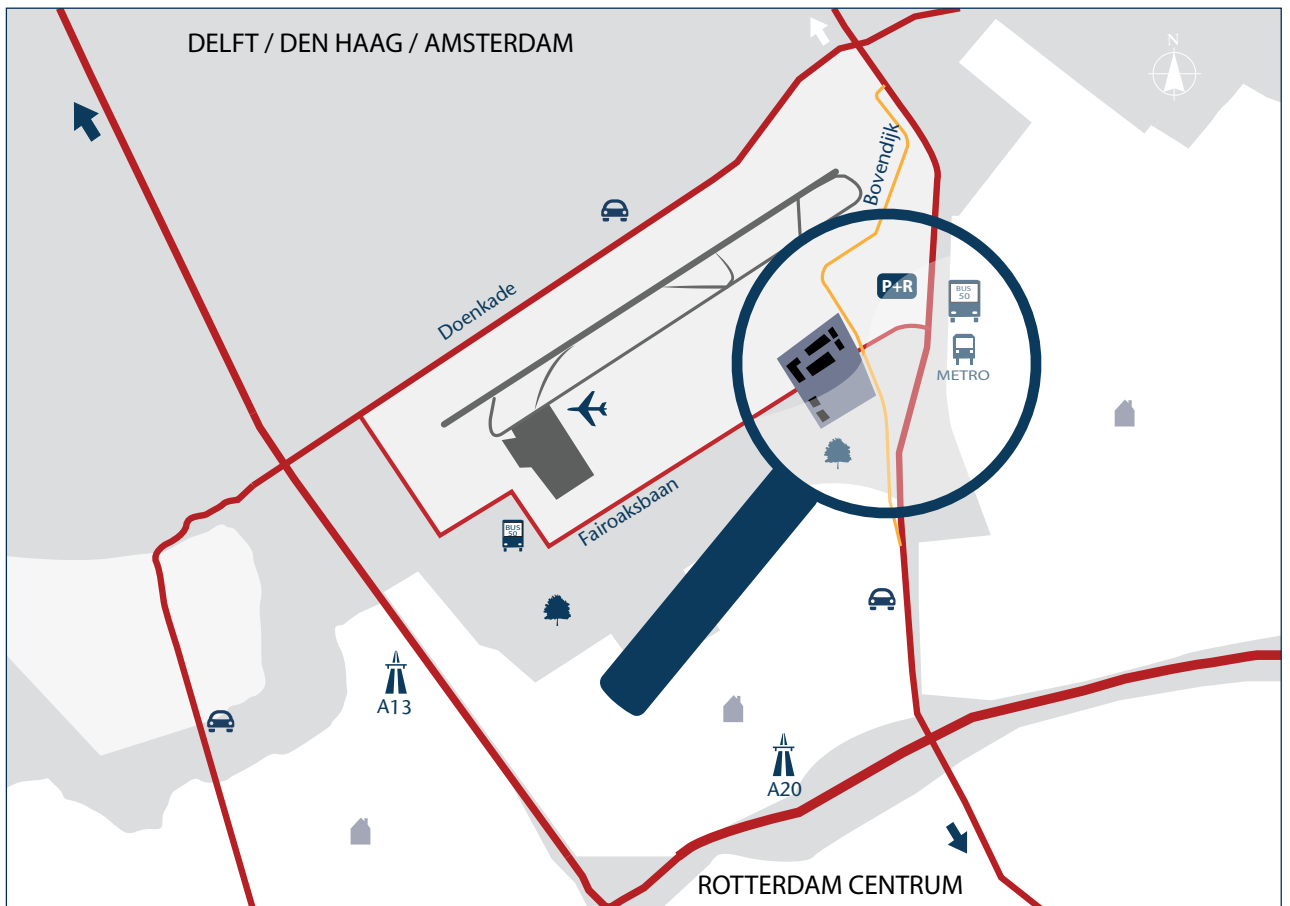 DELFT / DEN HAAG / AMSTERDAM
N
Bovendijk
Doenkade
P+R
BUS
50
METRO
Fairoaksbaan
BUS
50
A13
A20
ROTTERDAM CENTRUM